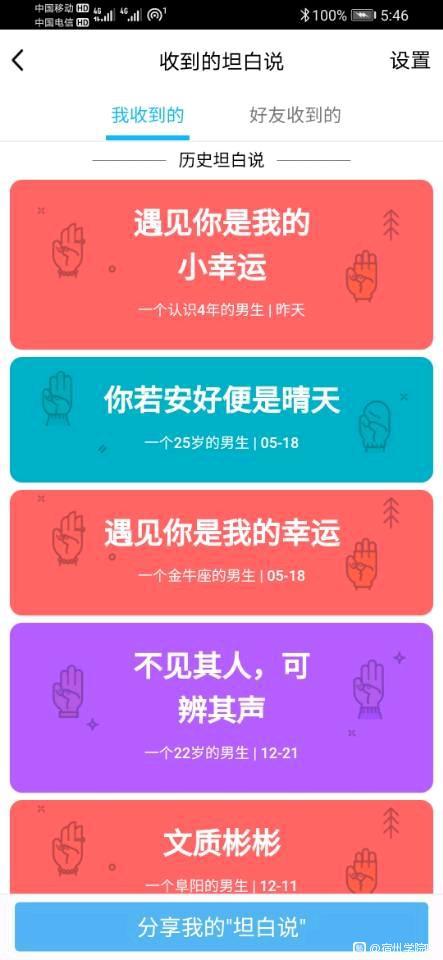 中国移动 HD 4G 4G 1 100% 5:46
中国电信 HD
收到的坦白说 设置
我收到的 好友收到的
历史坦白说
遇见你是我的
小幸运
一个认识4年的男生 | 昨天
你若安好便是晴天
一个25岁的男生 | 05-18
遇见你是我的幸运
一个金牛座的男生 | 05-18
不见其人，可
辨其声
一个22岁的男生 | 12-21
文质彬彬
一个阜阳的男生 | 12-11
分享我的"坦白说"
@宿州学院